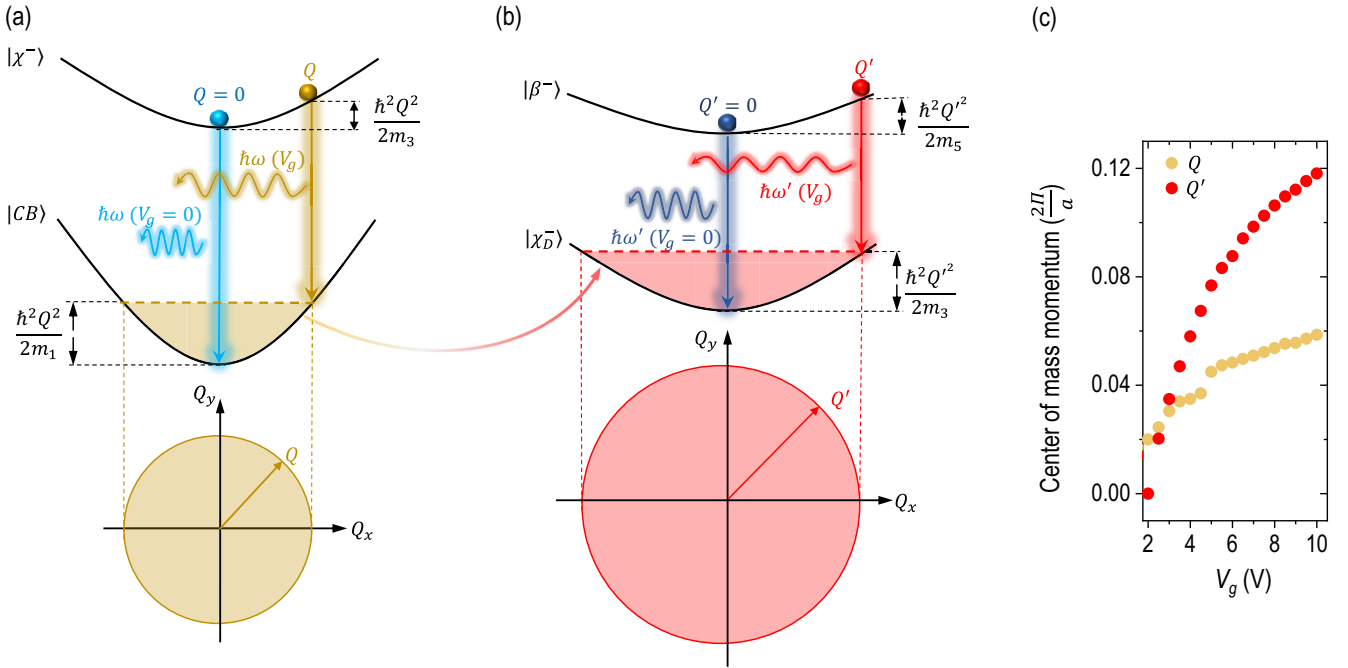 (a)
|χ⁻⟩
Q = 0
Q
ħ²Q²
2m₃
ħω (V_g)
ħω (V_g = 0)
|CB⟩
ħ²Q²
2m₁
Q_y
Q
Q_x
(b)
|β⁻⟩
Q′ = 0
Q′
ħ²Q′²
2m₅
ħω′ (V_g)
ħω′ (V_g = 0)
|χ_D⁻⟩
ħ²Q′²
2m₃
Q_y
Q′
Q_x
(c)
Center of mass momentum (2Π/a)
Q
Q′
0.12
0.08
0.04
0.00
2 4 6 8 10
V_g (V)